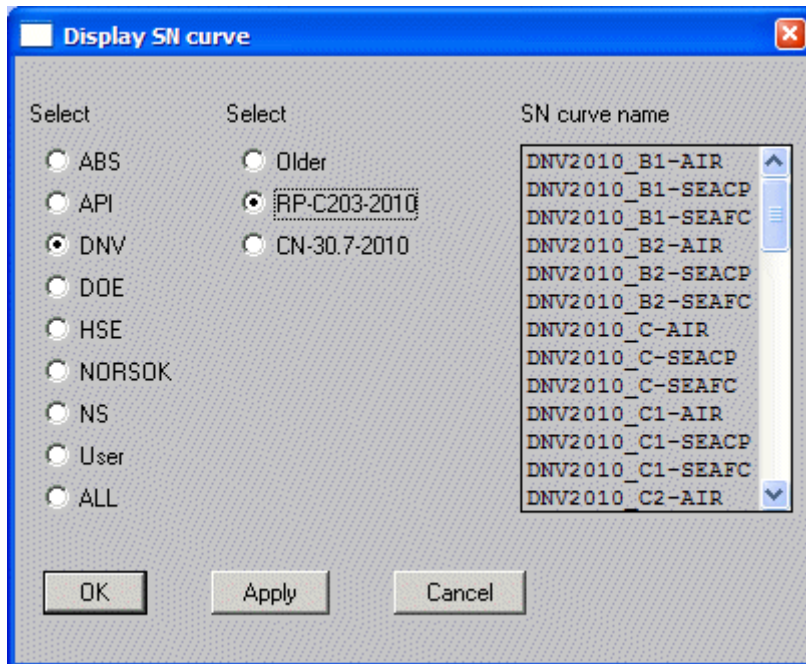 Display SN curve
Select
ABS
API
DNV
DOE
HSE
NORSOK
NS
User
ALL
Select
Older
RP-C203-2010
CN-30.7-2010
SN curve name
DNV2010_B1-AIR
DNV2010_B1-SEACP
DNV2010_B1-SEAFC
DNV2010_B2-AIR
DNV2010_B2-SEACP
DNV2010_B2-SEAFC
DNV2010_C-AIR
DNV2010_C-SEACP
DNV2010_C-SEAFC
DNV2010_C1-AIR
DNV2010_C1-SEACP
DNV2010_C1-SEAFC
DNV2010_C2-AIR
OK
Apply
Cancel